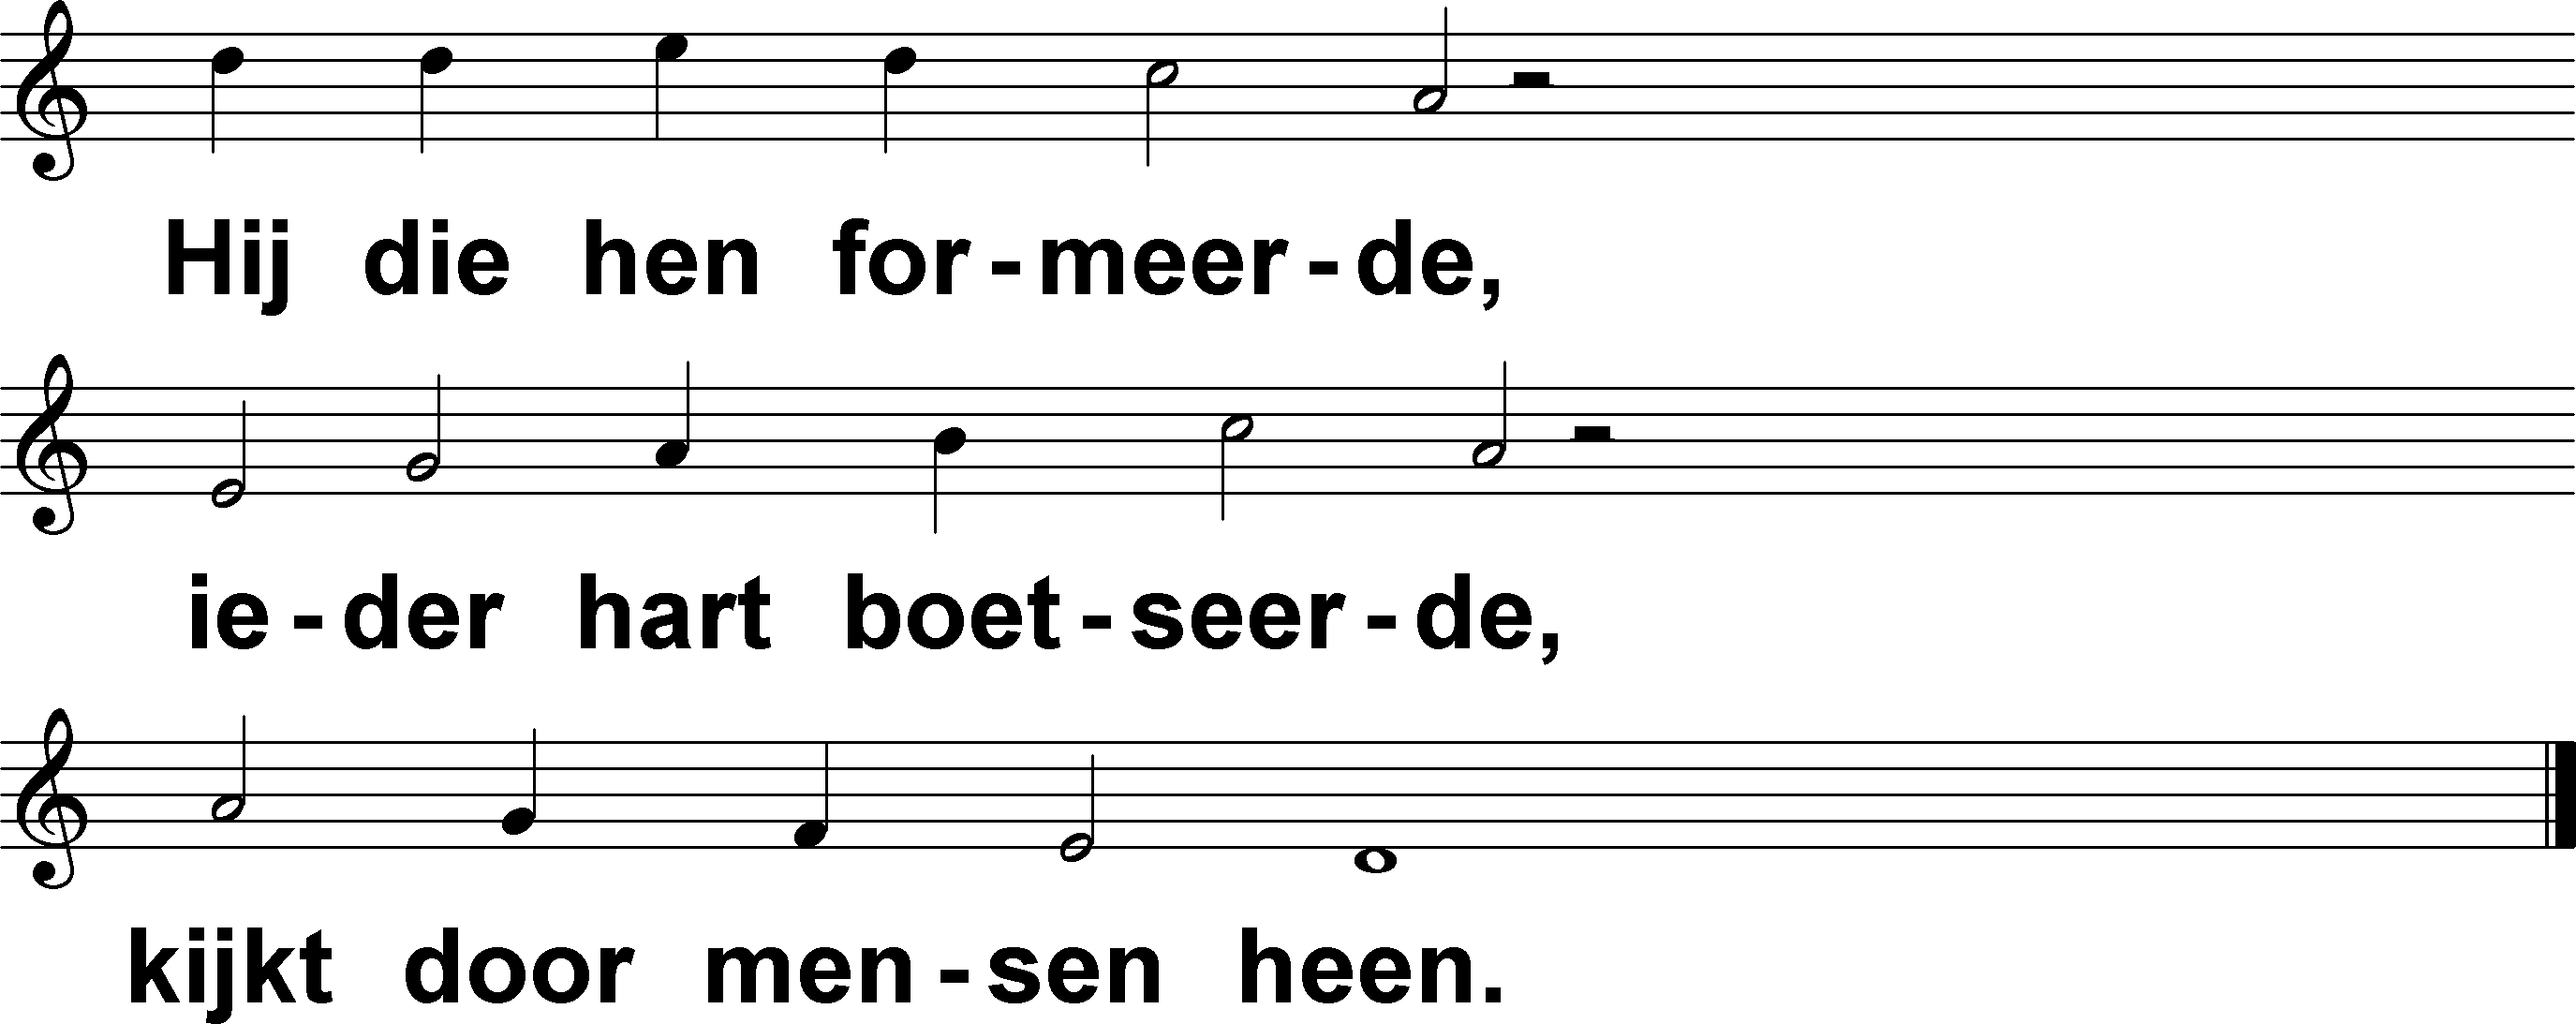 Hij die hen for-meer-de,
ie-der hart boet-seer-de,
kijkt door men-sen heen.